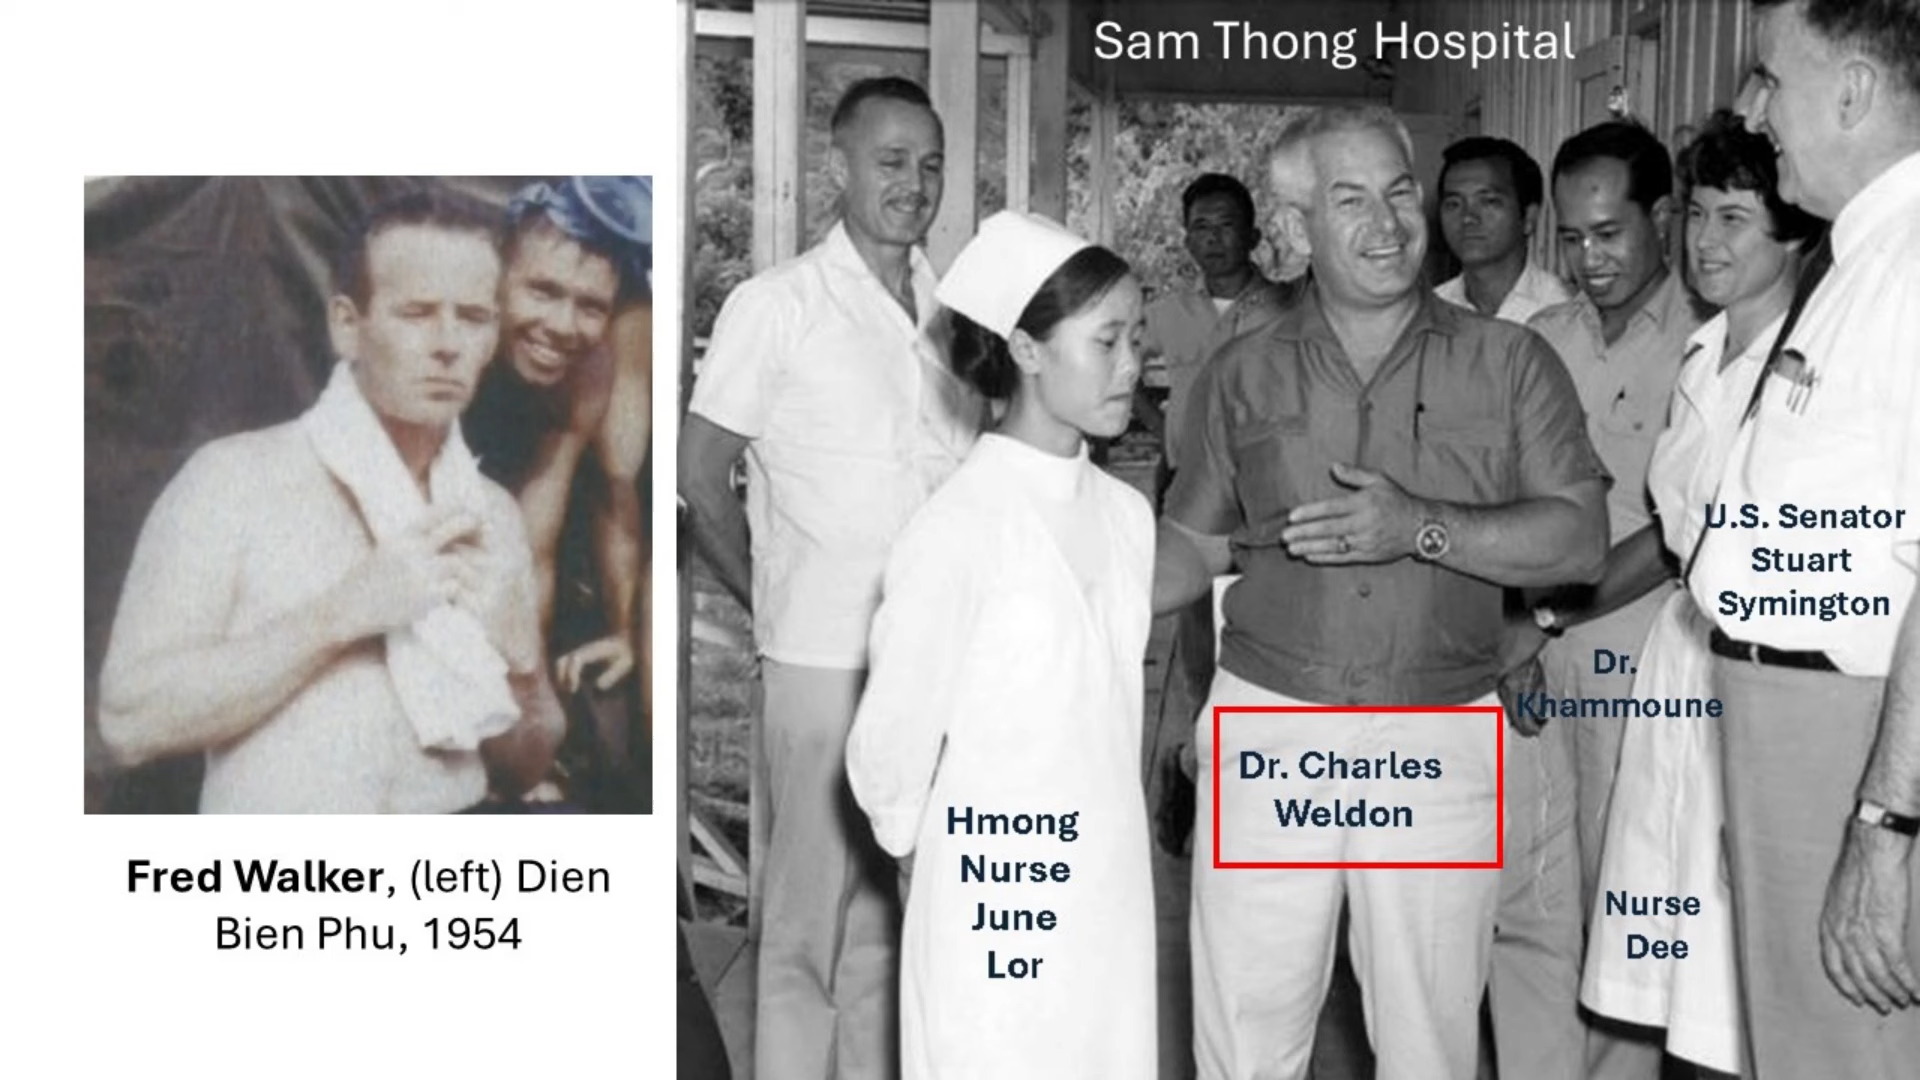 Sam Thong Hospital
Fred Walker, (left) Dien
Bien Phu, 1954
Hmong
Nurse
June
Lor
Dr. Charles
Weldon
Dr.
Khammoune
Nurse
Dee
U.S. Senator
Stuart
Symington